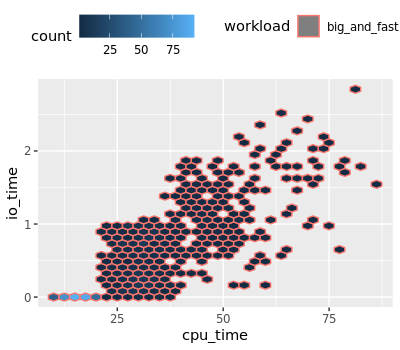 count
25 50 75
workload
big_and_fast
io_time
2
1
0
25 50 75
cpu_time